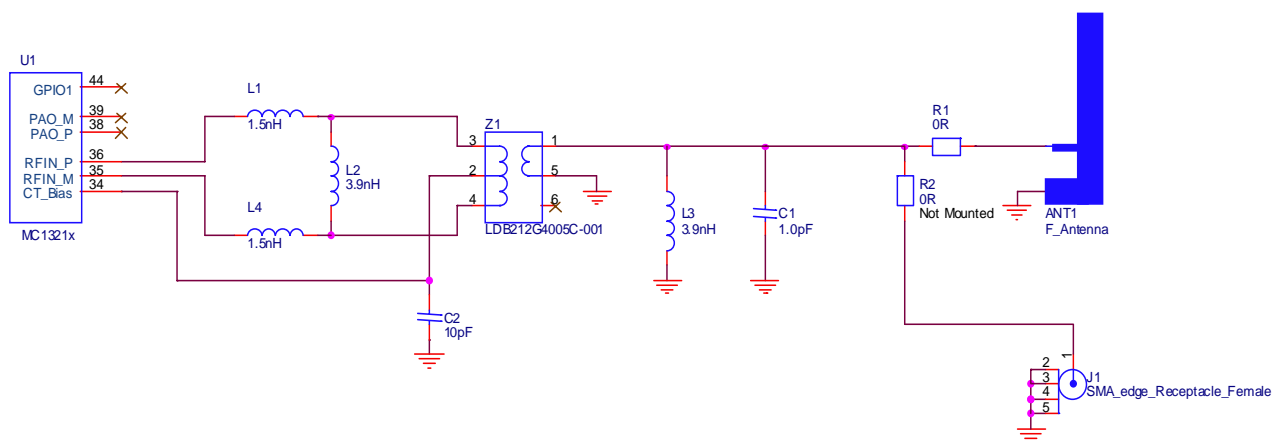 U1
GPIO1
44
PAO_M
39
PAO_P
38
RFIN_P
36
RFIN_M
35
CT_Bias
34
MC1321x
L1
1.5nH
L2
3.9nH
L4
1.5nH
C2
10pF
Z1
3
2
4
1
5
6
LDB212G4005C-001
L3
3.9nH
C1
1.0pF
R1
0R
R2
0R
Not Mounted
ANT1
F_Antenna
1
2
3
4
5
J1
SMA_edge_Receptacle_Female